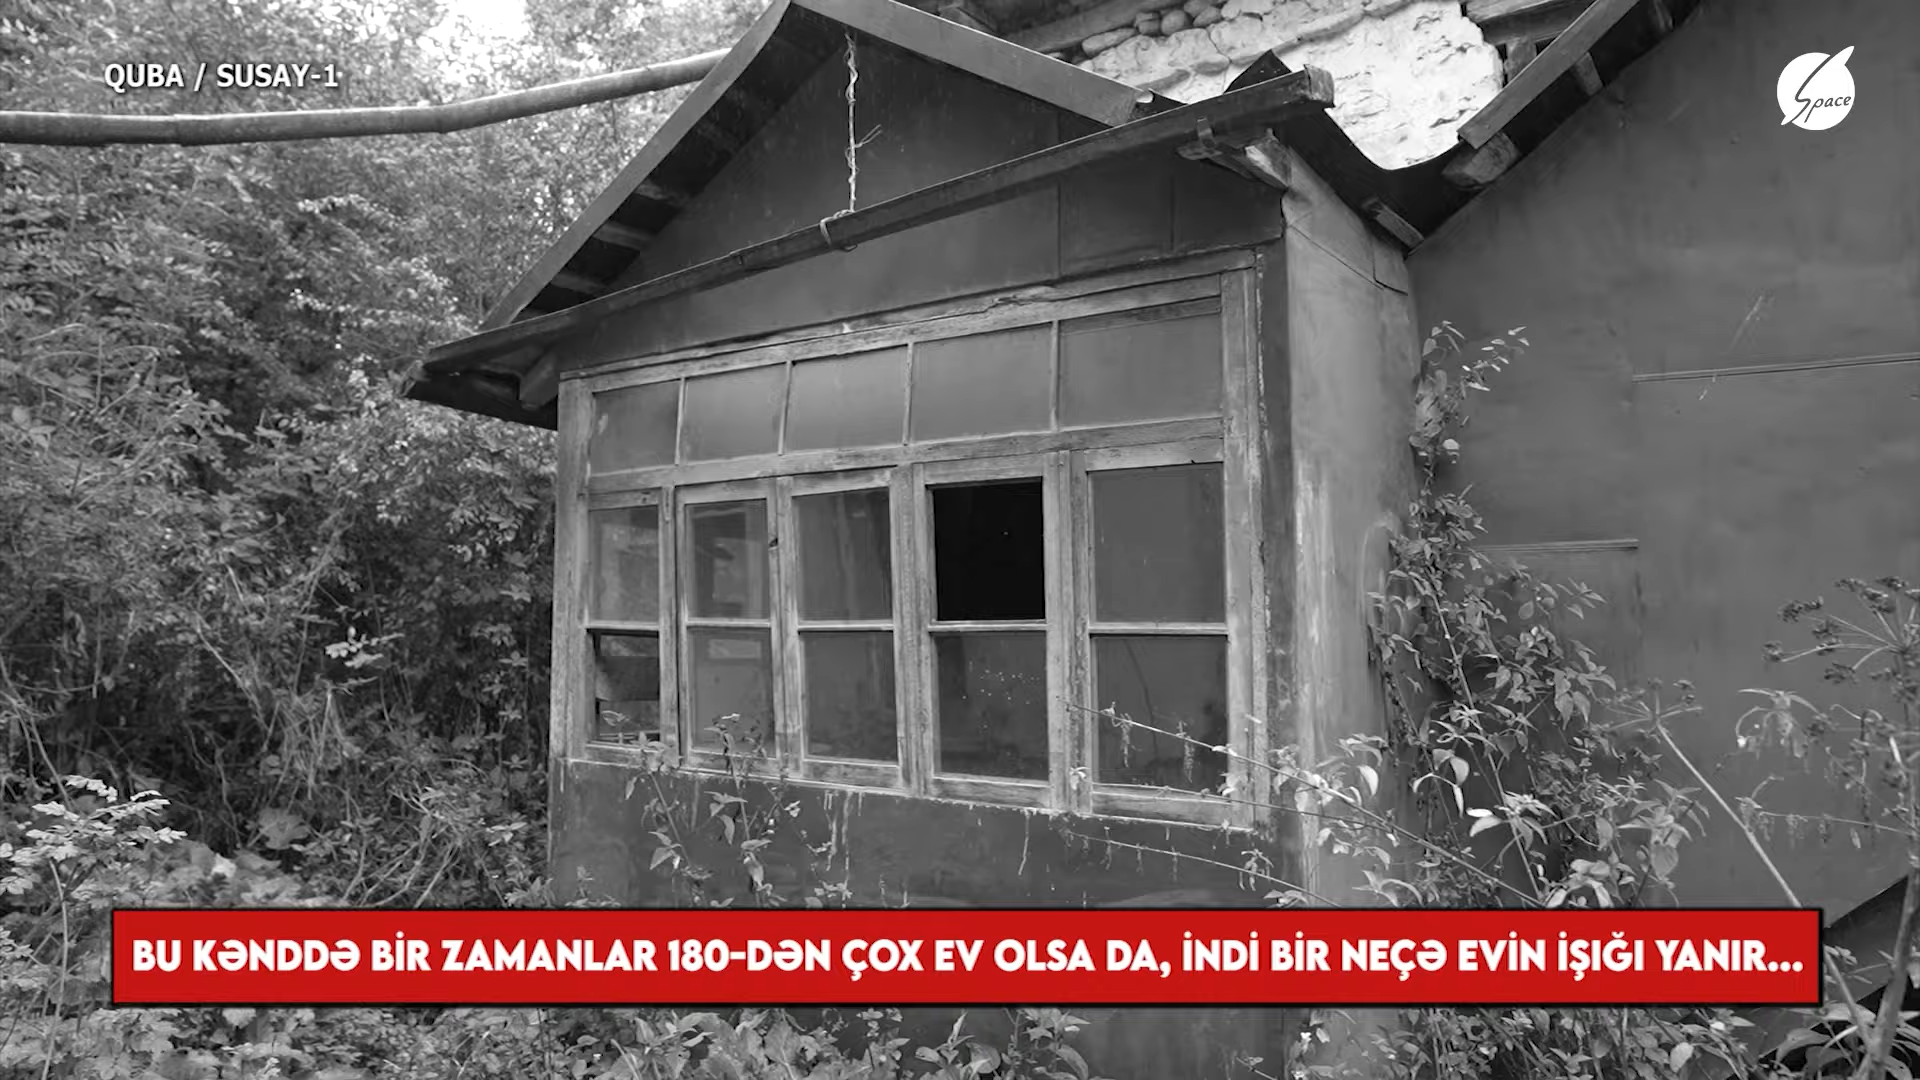 QUBA / SUSAY-1
Space
BU KƏNDDƏ BİR ZAMANLAR 180-DƏN ÇOX EV OLSA DA, İNDİ BİR NEÇƏ EVİN İŞIĞI YANIR...